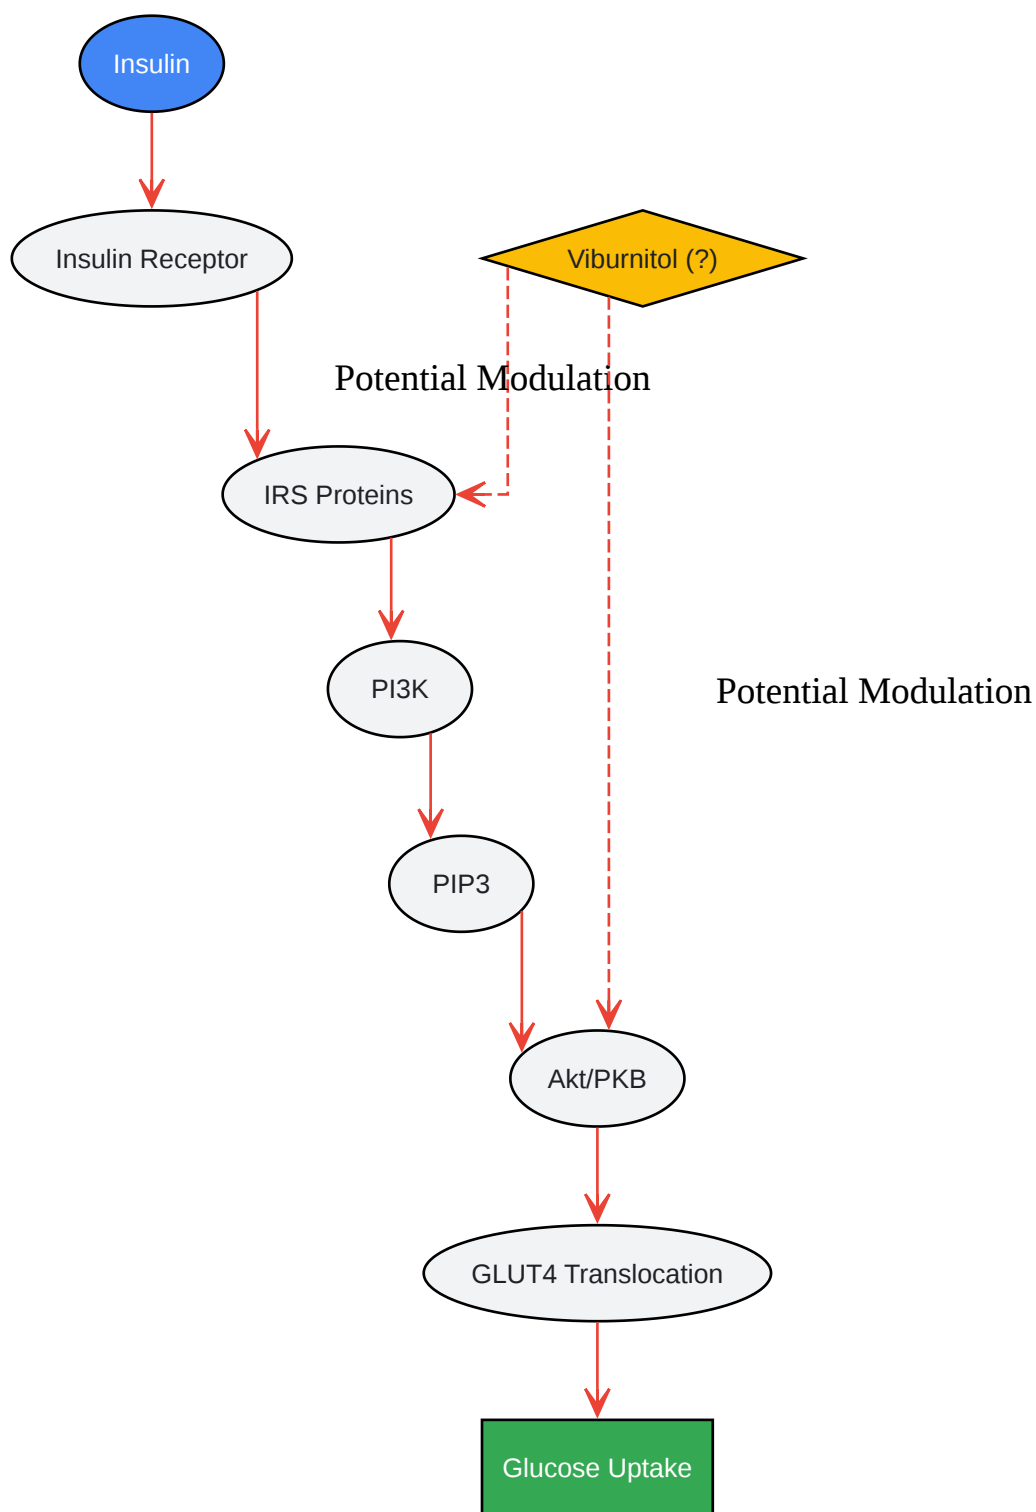 Insulin
Insulin Receptor
Viburnitol (?)
Potential Modulation
IRS Proteins
PI3K
Potential Modulation
PIP3
Akt/PKB
GLUT4 Translocation
Glucose Uptake